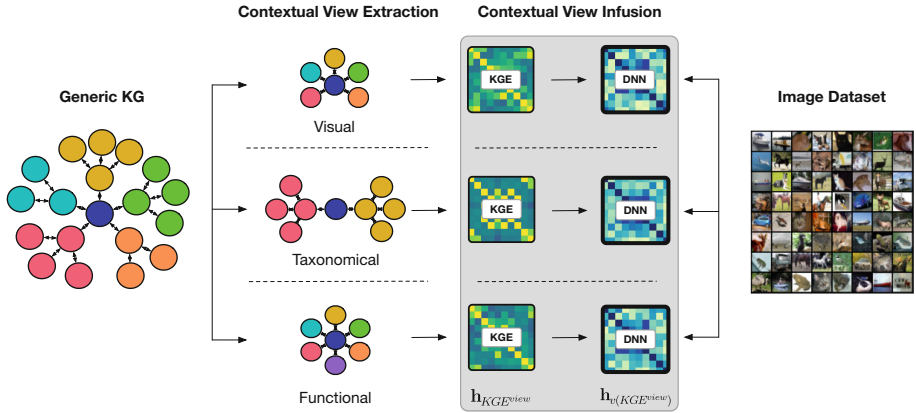 Contextual View Extraction
Contextual View Infusion
Generic KG
Image Dataset
KGE
DNN
Visual
KGE
DNN
Taxonomical
KGE
DNN
Functional
h_{KGE^{view}}
h_{v(KGE^{view})}